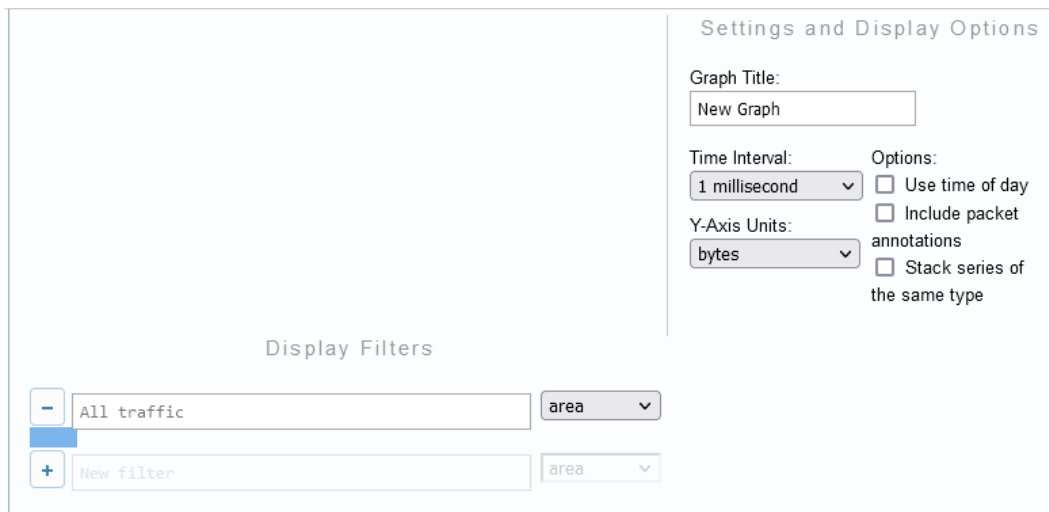 Settings and Display Options
Graph Title:
New Graph
Time Interval:
1 millisecond
Y-Axis Units:
bytes
Options:
Use time of day
Include packet
annotations
Stack series of
the same type
Display Filters
All traffic
area
New filter
area